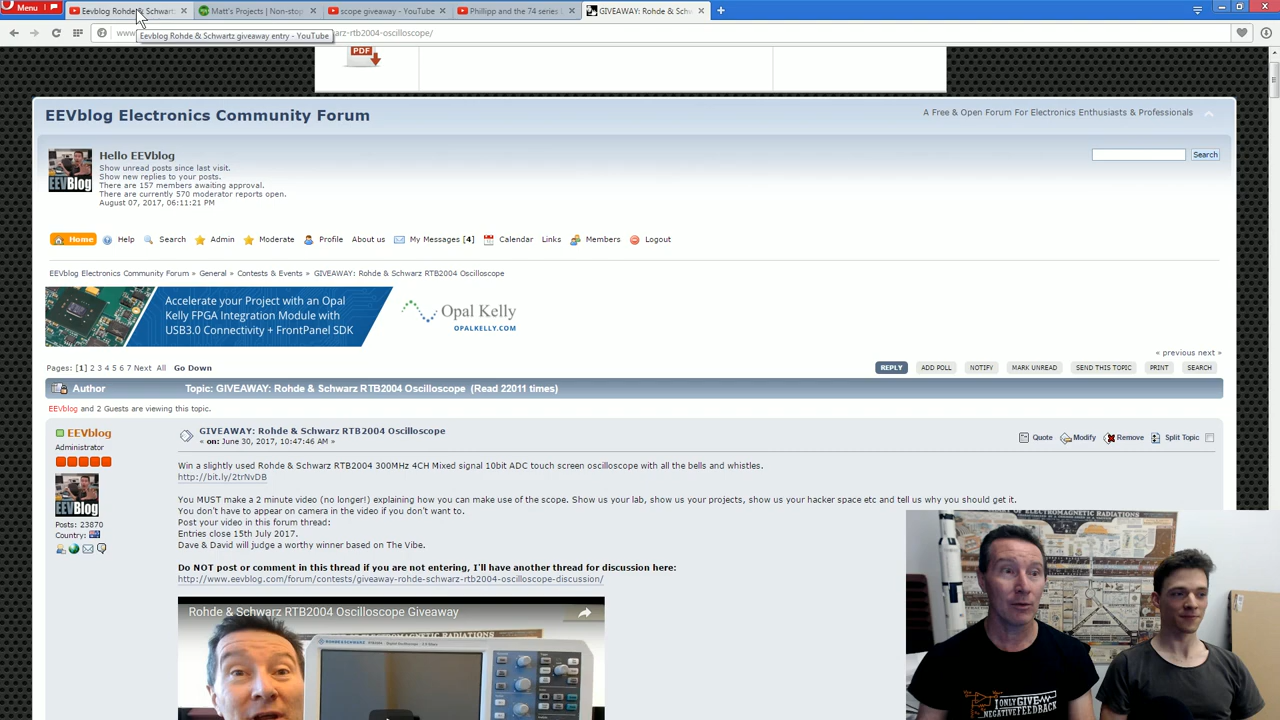 Menu
Eevblog Rohde & Schwart
Matt's Projects | Non-stop
scope giveaway - YouTube
Phillipp and the 74 series
GIVEAWAY: Rohde & Schw
www.
Eevblog Rohde & Schwartz giveaway entry - YouTube
arz-rtb2004-oscilloscope/
PDF
EEVblog Electronics Community Forum
A Free & Open Forum For Electronics Enthusiasts & Professionals
Hello EEVblog
Show unread posts since last visit.
Show new replies to your posts.
There are 157 members awaiting approval.
There are currently 570 moderator reports open.
August 07, 2017, 06:11:21 PM
Search
EEVBlog
Home Help Search Admin Moderate Profile About us My Messages [4] Calendar Links Members Logout
EEVblog Electronics Community Forum » General » Contests & Events » GIVEAWAY: Rohde & Schwarz RTB2004 Oscilloscope
Accelerate your Project with an Opal
Kelly FPGA Integration Module with
USB3.0 Connectivity + FrontPanel SDK
Opal Kelly
OPALKELLY.COM
« previous next »
Pages: [1] 2 3 4 5 6 7 Next All Go Down
REPLY ADD POLL NOTIFY MARK UNREAD SEND THIS TOPIC PRINT SEARCH
Author Topic: GIVEAWAY: Rohde & Schwarz RTB2004 Oscilloscope (Read 22011 times)
EEVblog and 2 Guests are viewing this topic.
EEVblog
Administrator
EEVBlog
Posts: 23870
Country:
GIVEAWAY: Rohde & Schwarz RTB2004 Oscilloscope
« on: June 30, 2017, 10:47:46 AM »
Quote Modify Remove Split Topic
Win a slightly used Rohde & Schwarz RTB2004 300MHz 4CH Mixed signal 10bit ADC touch screen oscilloscope with all the bells and whistles.
http://bit.ly/2trNvDB
You MUST make a 2 minute video (no longer!) explaining how you can make use of the scope. Show us your lab, show us your projects, show us your hacker space etc and tell us why you should get it.
You don't have to appear on camera in the video if you don't want to.
Post your video in this forum thread:
Entries close 15th July 2017.
Dave & David will judge a worthy winner based on The Vibe.
Do NOT post or comment in this thread if you are not entering, I'll have another thread for discussion here:
http://www.eevblog.com/forum/contests/giveaway-rohde-schwarz-rtb2004-oscilloscope-discussion/
Rohde & Schwarz RTB2004 Oscilloscope Giveaway
OF ELECTROMAGNETIC RADIATIONS
I ONLY GIVE
NEGATIVE
FEEDBACK